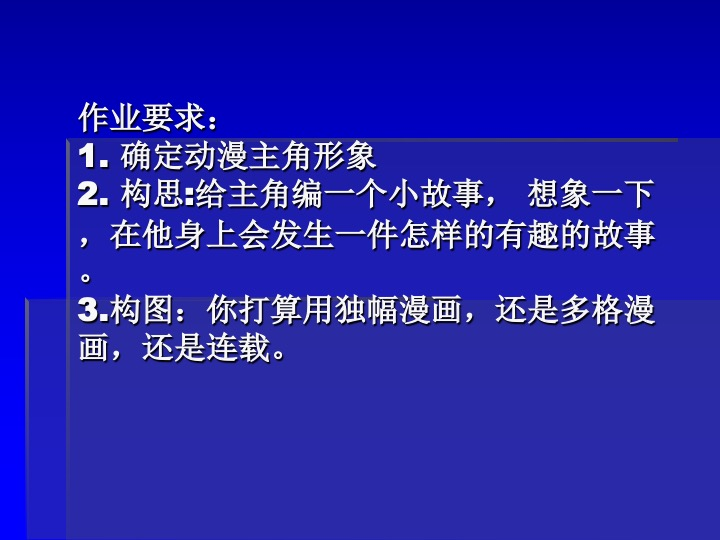 作业要求：
1. 确定动漫主角形象
2. 构思:给主角编一个小故事， 想象一下
，在他身上会发生一件怎样的有趣的故事
。
3.构图：你打算用独幅漫画，还是多格漫
画，还是连载。